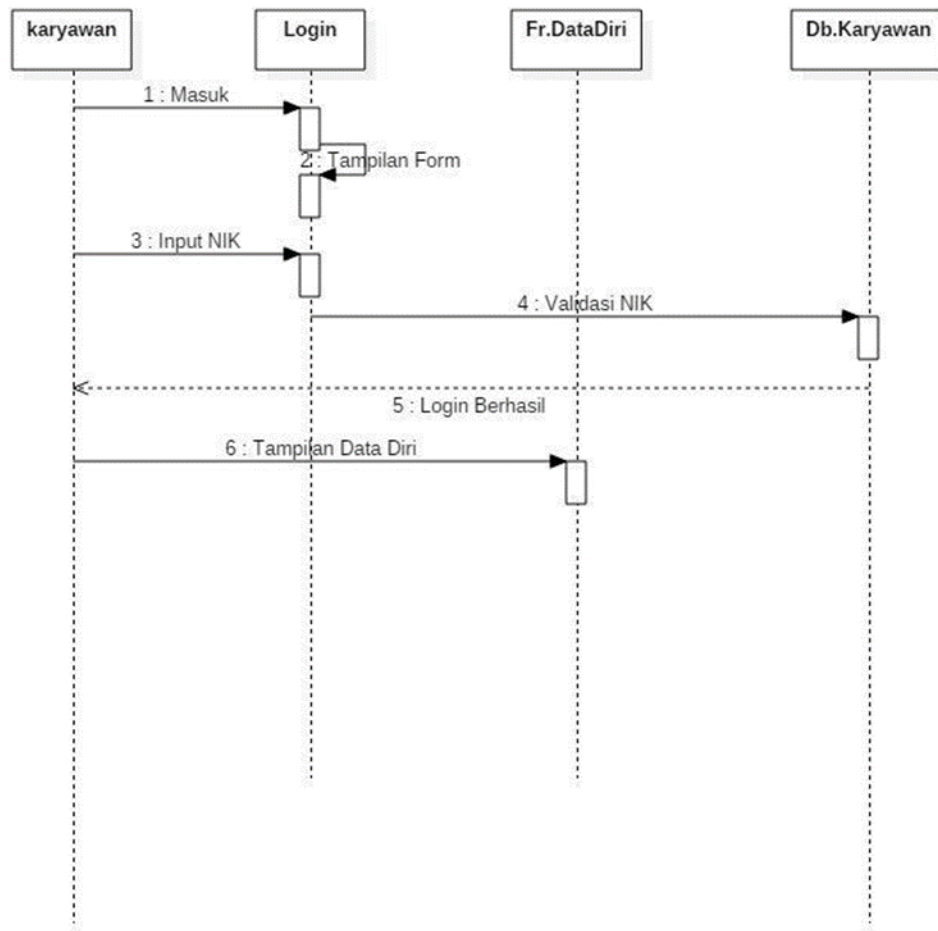 karyawan
Login
Fr.DataDiri
Db.Karyawan
1 : Masuk
2 : Tampilan Form
3 : Input NIK
4 : Validasi NIK
5 : Login Berhasil
6 : Tampilan Data Diri